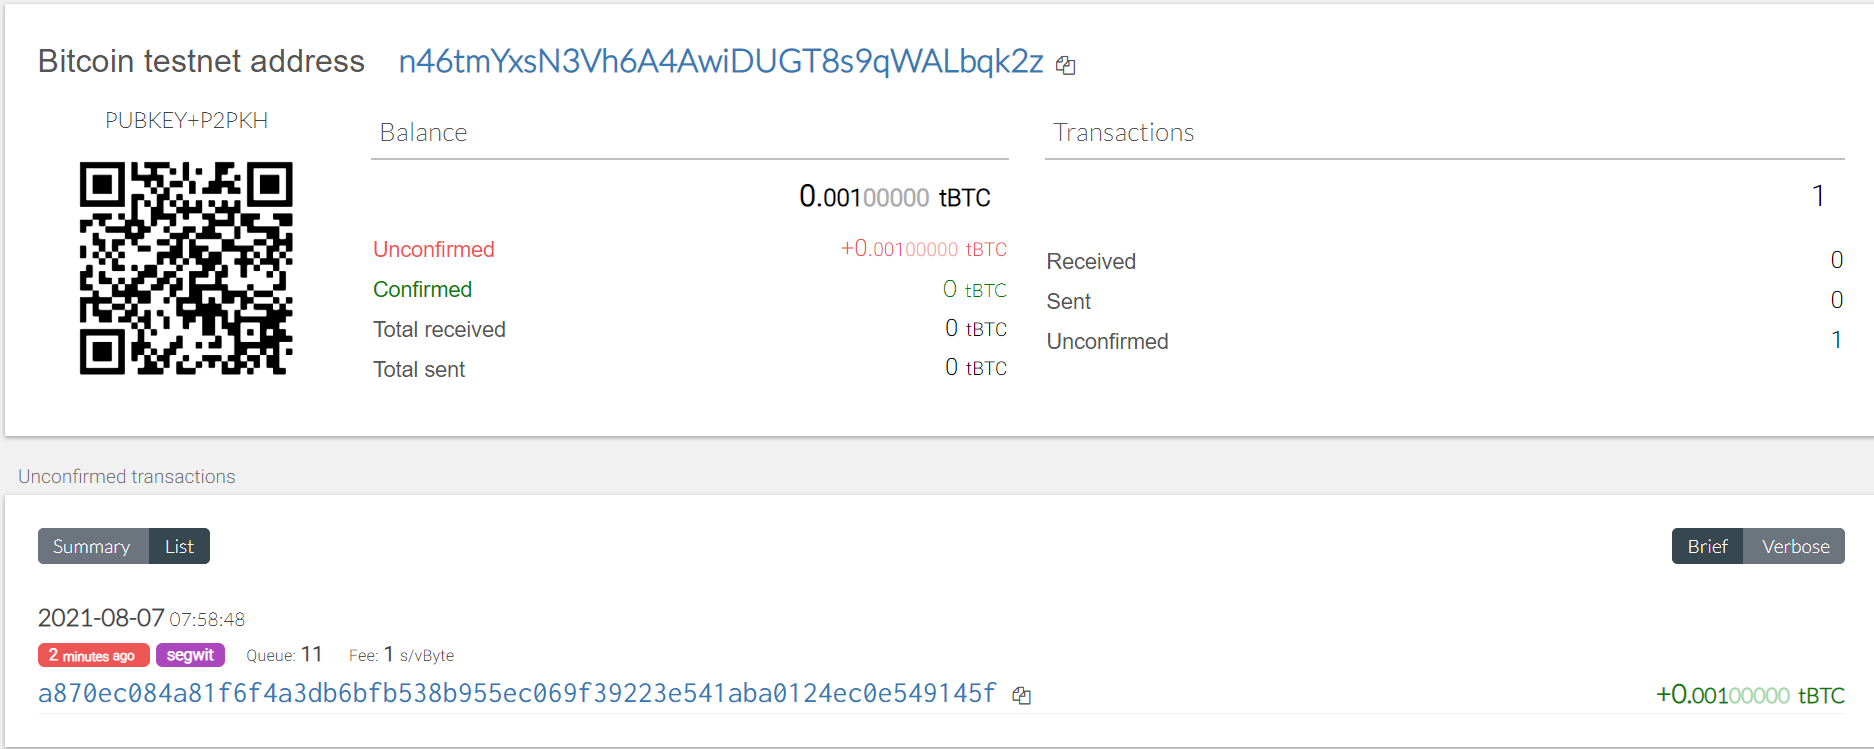 Bitcoin testnet address n46tmYxsN3Vh6A4AwiDUGT8s9qWALbqk2z
PUBKEY+P2PKH
Balance
0.00100000 tBTC
Unconfirmed +0.00100000 tBTC
Confirmed 0 tBTC
Total received 0 tBTC
Total sent 0 tBTC
Transactions
1
Received 0
Sent 0
Unconfirmed 1
Unconfirmed transactions
Summary List
Brief Verbose
2021-08-07 07:58:48
2 minutes ago segwit Queue: 11 Fee: 1 s/vByte
a870ec084a81f6f4a3db6bfb538b955ec069f39223e541aba0124ec0e549145f +0.00100000 tBTC